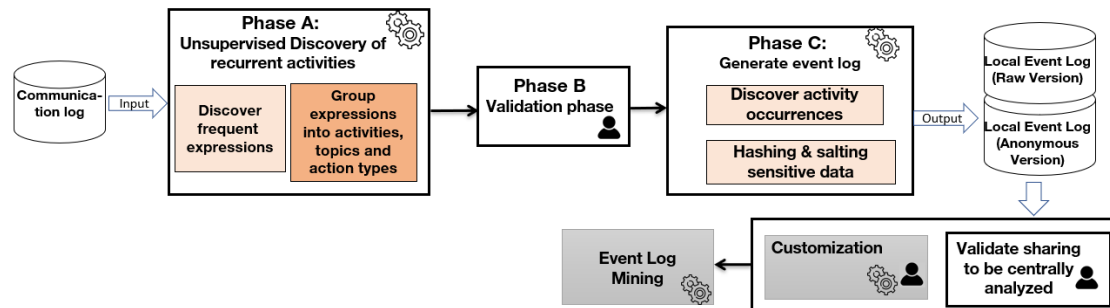 Communica-
tion log
Input
Phase A:
Unsupervised Discovery of
recurrent activities
Discover
frequent
expressions
Group
expressions
into activities,
topics and
action types
Phase B
Validation phase
Phase C:
Generate event log
Discover activity
occurrences
Hashing & salting
sensitive data
Output
Local Event Log
(Raw Version)
Local Event Log
(Anonymous
Version)
Event Log
Mining
Customization
Validate sharing
to be centrally
analyzed